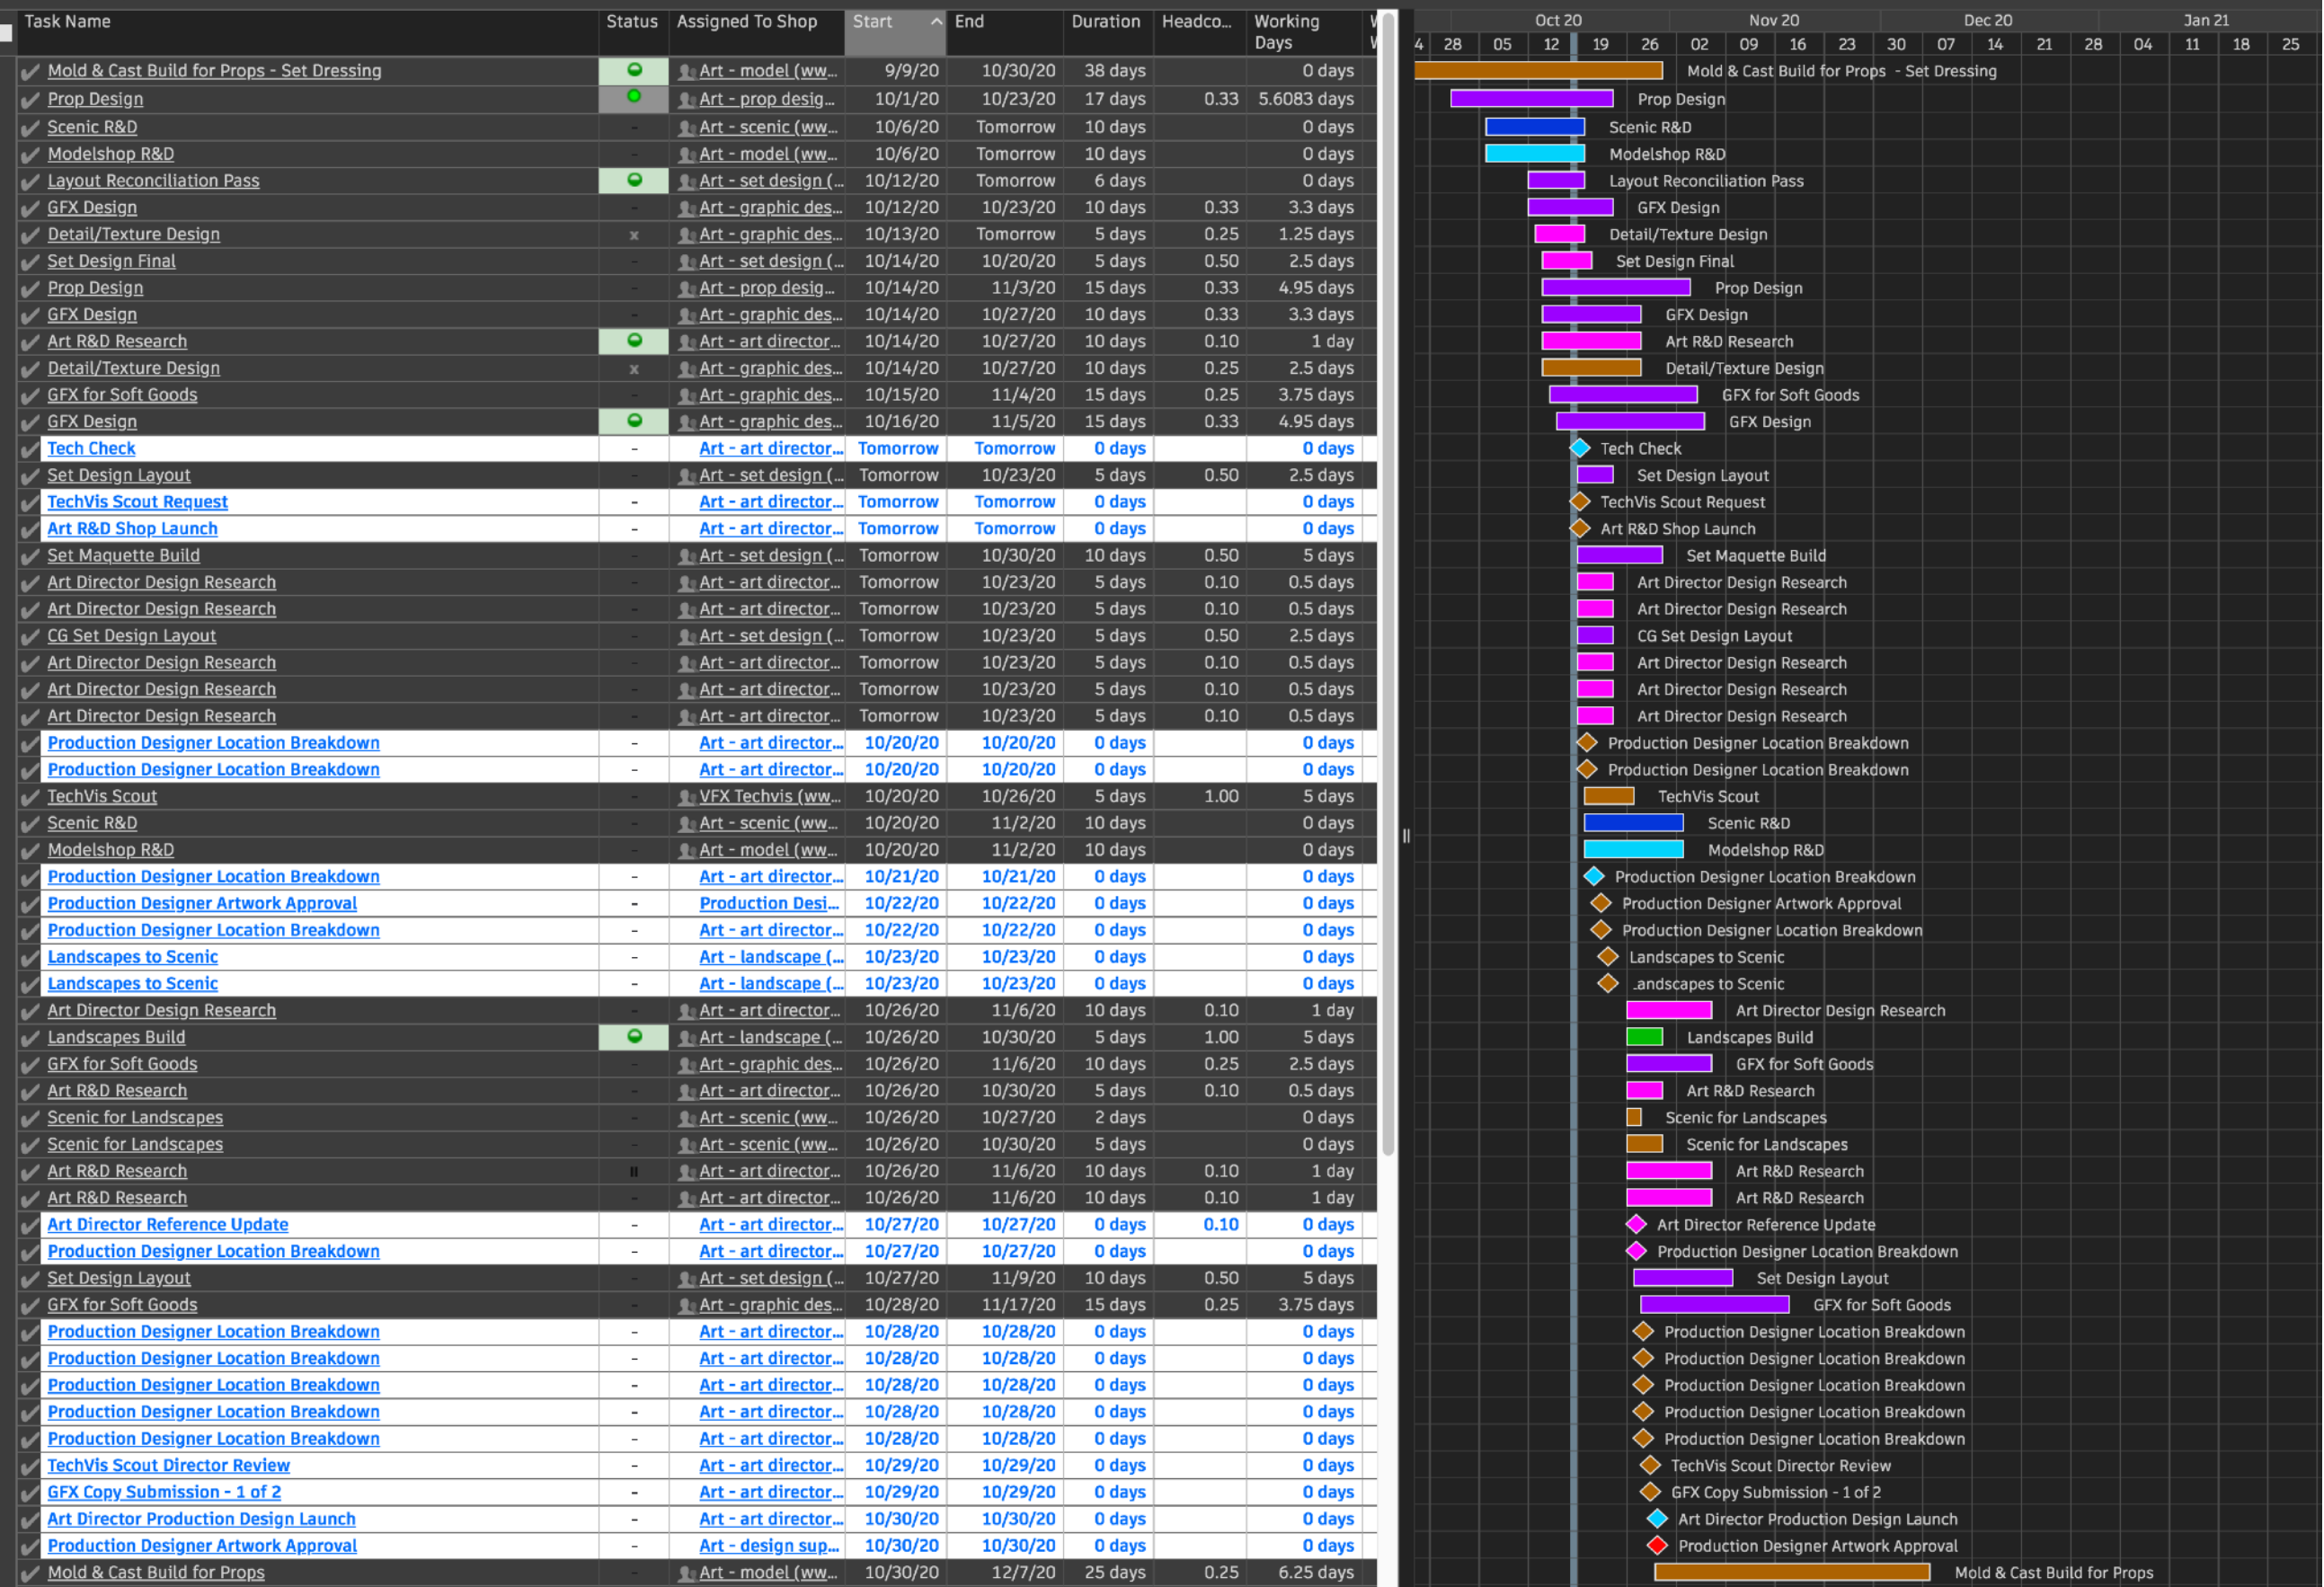 Task Name Status Assigned To Shop Start End Duration Headco... Working Days
Oct 20 Nov 20 Dec 20 Jan 21
4 28 05 12 19 26 02 09 16 23 30 07 14 21 28 04 11 18 25
Mold & Cast Build for Props - Set Dressing Art - model (ww... 9/9/20 10/30/20 38 days 0 days Mold & Cast Build for Props - Set Dressing
Prop Design Art - prop desig... 10/1/20 10/23/20 17 days 0.33 5.6083 days Prop Design
Scenic R&D - Art - scenic (ww... 10/6/20 Tomorrow 10 days 0 days Scenic R&D
Modelshop R&D - Art - model (ww... 10/6/20 Tomorrow 10 days 0 days Modelshop R&D
Layout Reconciliation Pass Art - set design (... 10/12/20 Tomorrow 6 days 0 days Layout Reconciliation Pass
GFX Design - Art - graphic des... 10/12/20 10/23/20 10 days 0.33 3.3 days GFX Design
Detail/Texture Design x Art - graphic des... 10/13/20 Tomorrow 5 days 0.25 1.25 days Detail/Texture Design
Set Design Final - Art - set design (... 10/14/20 10/20/20 5 days 0.50 2.5 days Set Design Final
Prop Design - Art - prop desig... 10/14/20 11/3/20 15 days 0.33 4.95 days Prop Design
GFX Design - Art - graphic des... 10/14/20 10/27/20 10 days 0.33 3.3 days GFX Design
Art R&D Research Art - art director... 10/14/20 10/27/20 10 days 0.10 1 day Art R&D Research
Detail/Texture Design x Art - graphic des... 10/14/20 10/27/20 10 days 0.25 2.5 days Detail/Texture Design
GFX for Soft Goods - Art - graphic des... 10/15/20 11/4/20 15 days 0.25 3.75 days GFX for Soft Goods
GFX Design Art - graphic des... 10/16/20 11/5/20 15 days 0.33 4.95 days GFX Design
Tech Check - Art - art director... Tomorrow Tomorrow 0 days 0 days Tech Check
Set Design Layout - Art - set design (... Tomorrow 10/23/20 5 days 0.50 2.5 days Set Design Layout
TechVis Scout Request - Art - art director... Tomorrow Tomorrow 0 days 0 days TechVis Scout Request
Art R&D Shop Launch - Art - art director... Tomorrow Tomorrow 0 days 0 days Art R&D Shop Launch
Set Maquette Build - Art - set design (... Tomorrow 10/30/20 10 days 0.50 5 days Set Maquette Build
Art Director Design Research - Art - art director... Tomorrow 10/23/20 5 days 0.10 0.5 days Art Director Design Research
Art Director Design Research - Art - art director... Tomorrow 10/23/20 5 days 0.10 0.5 days Art Director Design Research
CG Set Design Layout - Art - set design (... Tomorrow 10/23/20 5 days 0.50 2.5 days CG Set Design Layout
Art Director Design Research - Art - art director... Tomorrow 10/23/20 5 days 0.10 0.5 days Art Director Design Research
Art Director Design Research - Art - art director... Tomorrow 10/23/20 5 days 0.10 0.5 days Art Director Design Research
Art Director Design Research - Art - art director... Tomorrow 10/23/20 5 days 0.10 0.5 days Art Director Design Research
Production Designer Location Breakdown - Art - art director... 10/20/20 10/20/20 0 days 0 days Production Designer Location Breakdown
Production Designer Location Breakdown - Art - art director... 10/20/20 10/20/20 0 days 0 days Production Designer Location Breakdown
TechVis Scout - VFX Techvis (ww... 10/20/20 10/26/20 5 days 1.00 5 days TechVis Scout
Scenic R&D - Art - scenic (ww... 10/20/20 11/2/20 10 days 0 days Scenic R&D
Modelshop R&D - Art - model (ww... 10/20/20 11/2/20 10 days 0 days Modelshop R&D
Production Designer Location Breakdown - Art - art director... 10/21/20 10/21/20 0 days 0 days Production Designer Location Breakdown
Production Designer Artwork Approval - Production Desi... 10/22/20 10/22/20 0 days 0 days Production Designer Artwork Approval
Production Designer Location Breakdown - Art - art director... 10/22/20 10/22/20 0 days 0 days Production Designer Location Breakdown
Landscapes to Scenic - Art - landscape (... 10/23/20 10/23/20 0 days 0 days Landscapes to Scenic
Landscapes to Scenic - Art - landscape (... 10/23/20 10/23/20 0 days 0 days Landscapes to Scenic
Art Director Design Research - Art - art director... 10/26/20 11/6/20 10 days 0.10 1 day Art Director Design Research
Landscapes Build Art - landscape (... 10/26/20 10/30/20 5 days 1.00 5 days Landscapes Build
GFX for Soft Goods - Art - graphic des... 10/26/20 11/6/20 10 days 0.25 2.5 days GFX for Soft Goods
Art R&D Research - Art - art director... 10/26/20 10/30/20 5 days 0.10 0.5 days Art R&D Research
Scenic for Landscapes - Art - scenic (ww... 10/26/20 10/27/20 2 days 0 days Scenic for Landscapes
Scenic for Landscapes - Art - scenic (ww... 10/26/20 10/30/20 5 days 0 days Scenic for Landscapes
Art R&D Research Art - art director... 10/26/20 11/6/20 10 days 0.10 1 day Art R&D Research
Art R&D Research - Art - art director... 10/26/20 11/6/20 10 days 0.10 1 day Art R&D Research
Art Director Reference Update - Art - art director... 10/27/20 10/27/20 0 days 0.10 0 days Art Director Reference Update
Production Designer Location Breakdown - Art - art director... 10/27/20 10/27/20 0 days 0 days Production Designer Location Breakdown
Set Design Layout - Art - set design (... 10/27/20 11/9/20 10 days 0.50 5 days Set Design Layout
GFX for Soft Goods - Art - graphic des... 10/28/20 11/17/20 15 days 0.25 3.75 days GFX for Soft Goods
Production Designer Location Breakdown - Art - art director... 10/28/20 10/28/20 0 days 0 days Production Designer Location Breakdown
Production Designer Location Breakdown - Art - art director... 10/28/20 10/28/20 0 days 0 days Production Designer Location Breakdown
Production Designer Location Breakdown - Art - art director... 10/28/20 10/28/20 0 days 0 days Production Designer Location Breakdown
Production Designer Location Breakdown - Art - art director... 10/28/20 10/28/20 0 days 0 days Production Designer Location Breakdown
Production Designer Location Breakdown - Art - art director... 10/28/20 10/28/20 0 days 0 days Production Designer Location Breakdown
TechVis Scout Director Review - Art - art director... 10/29/20 10/29/20 0 days 0 days TechVis Scout Director Review
GFX Copy Submission - 1 of 2 - Art - art director... 10/29/20 10/29/20 0 days 0 days GFX Copy Submission - 1 of 2
Art Director Production Design Launch - Art - art director... 10/30/20 10/30/20 0 days 0 days Art Director Production Design Launch
Production Designer Artwork Approval - Art - design sup... 10/30/20 10/30/20 0 days 0 days Production Designer Artwork Approval
Mold & Cast Build for Props - Art - model (ww... 10/30/20 12/7/20 25 days 0.25 6.25 days Mold & Cast Build for Props